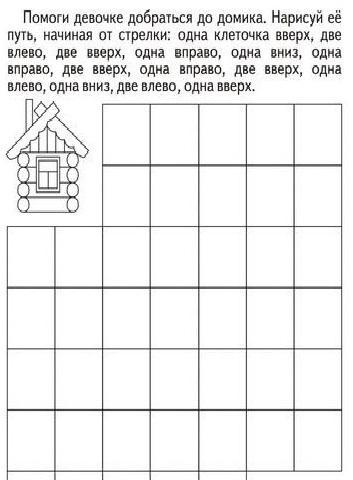 Помоги девочке добраться до домика. Нарисуй её
путь, начиная от стрелки: одна клеточка вверх, две
влево, две вверх, одна вправо, одна вниз, одна
вправо, две вверх, одна вправо, две вверх, одна
влево, одна вниз, две влево, одна вверх.